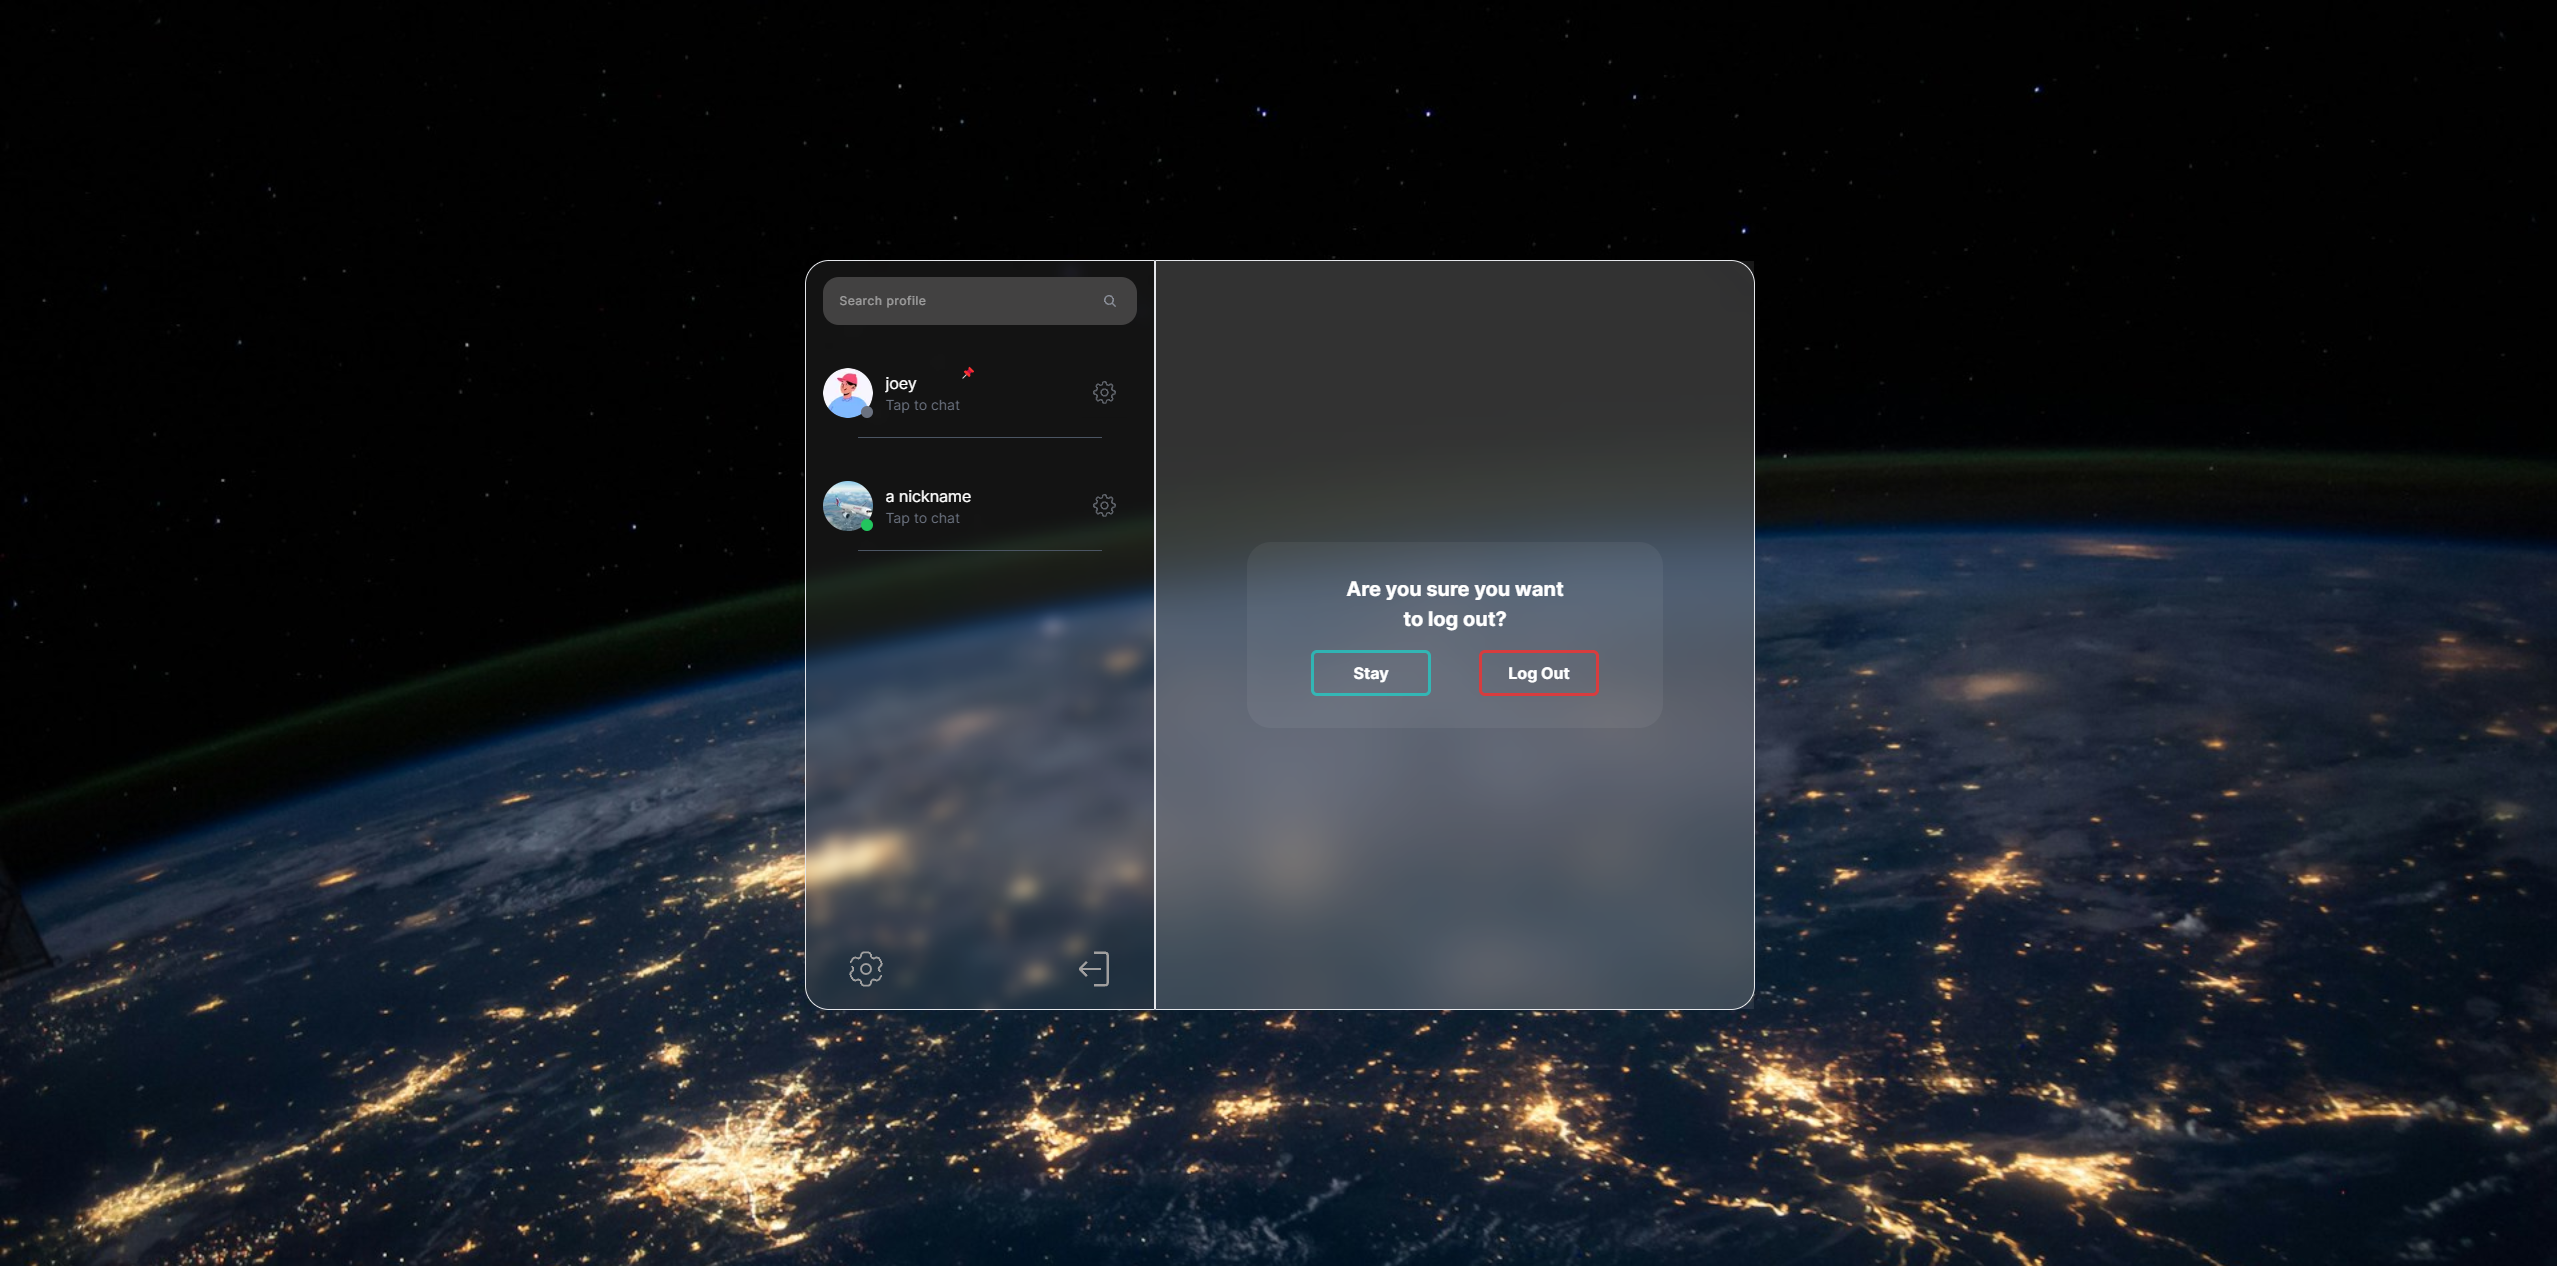 Search profile
joey
Tap to chat
a nickname
Tap to chat
Are you sure you want
to log out?
Stay
Log Out